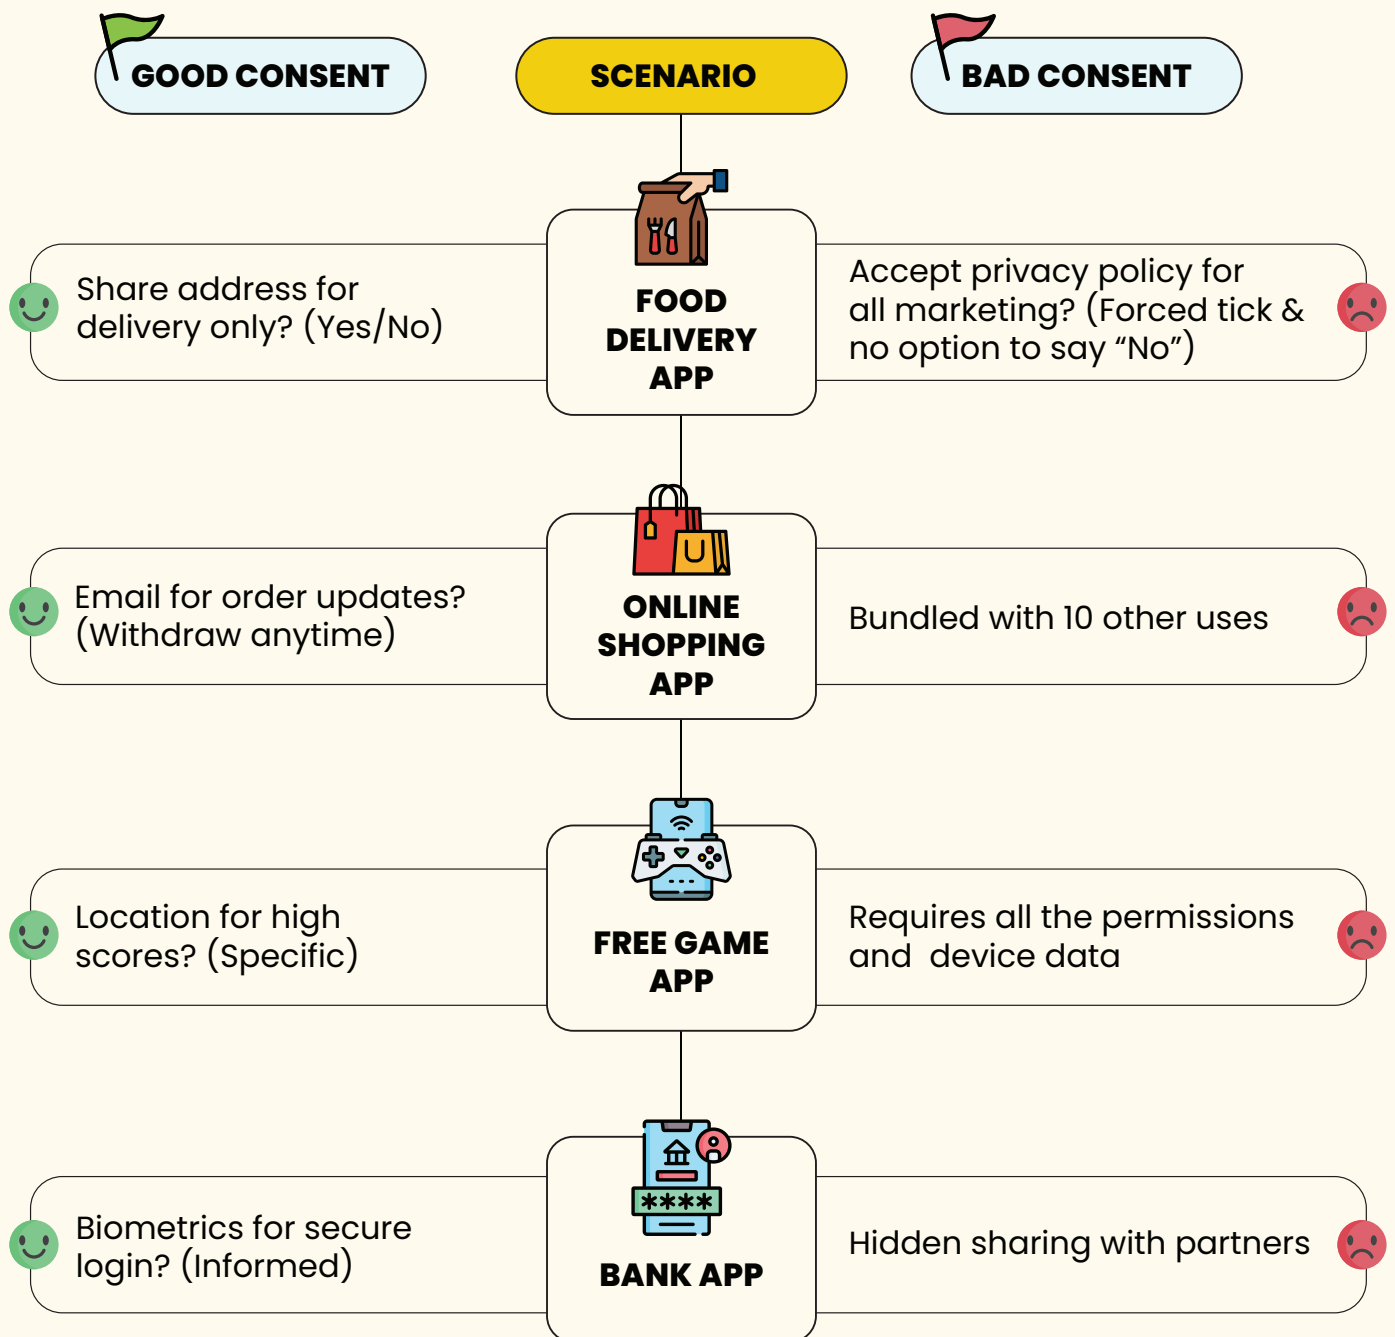 GOOD CONSENT
SCENARIO
BAD CONSENT
Share address for
delivery only? (Yes/No)
FOOD
DELIVERY
APP
Accept privacy policy for
all marketing? (Forced tick &
no option to say “No”)
Email for order updates?
(Withdraw anytime)
ONLINE
SHOPPING
APP
Bundled with 10 other uses
Location for high
scores? (Specific)
FREE GAME
APP
Requires all the permissions
and  device data
Biometrics for secure
login? (Informed)
****
BANK APP
Hidden sharing with partners